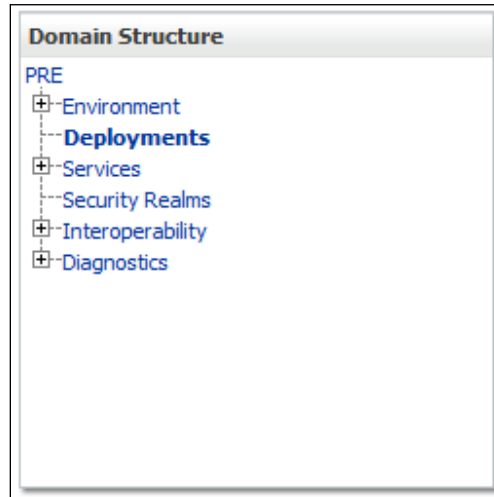 Domain Structure
PRE
Environment
Deployments
Services
Security Realms
Interoperability
Diagnostics